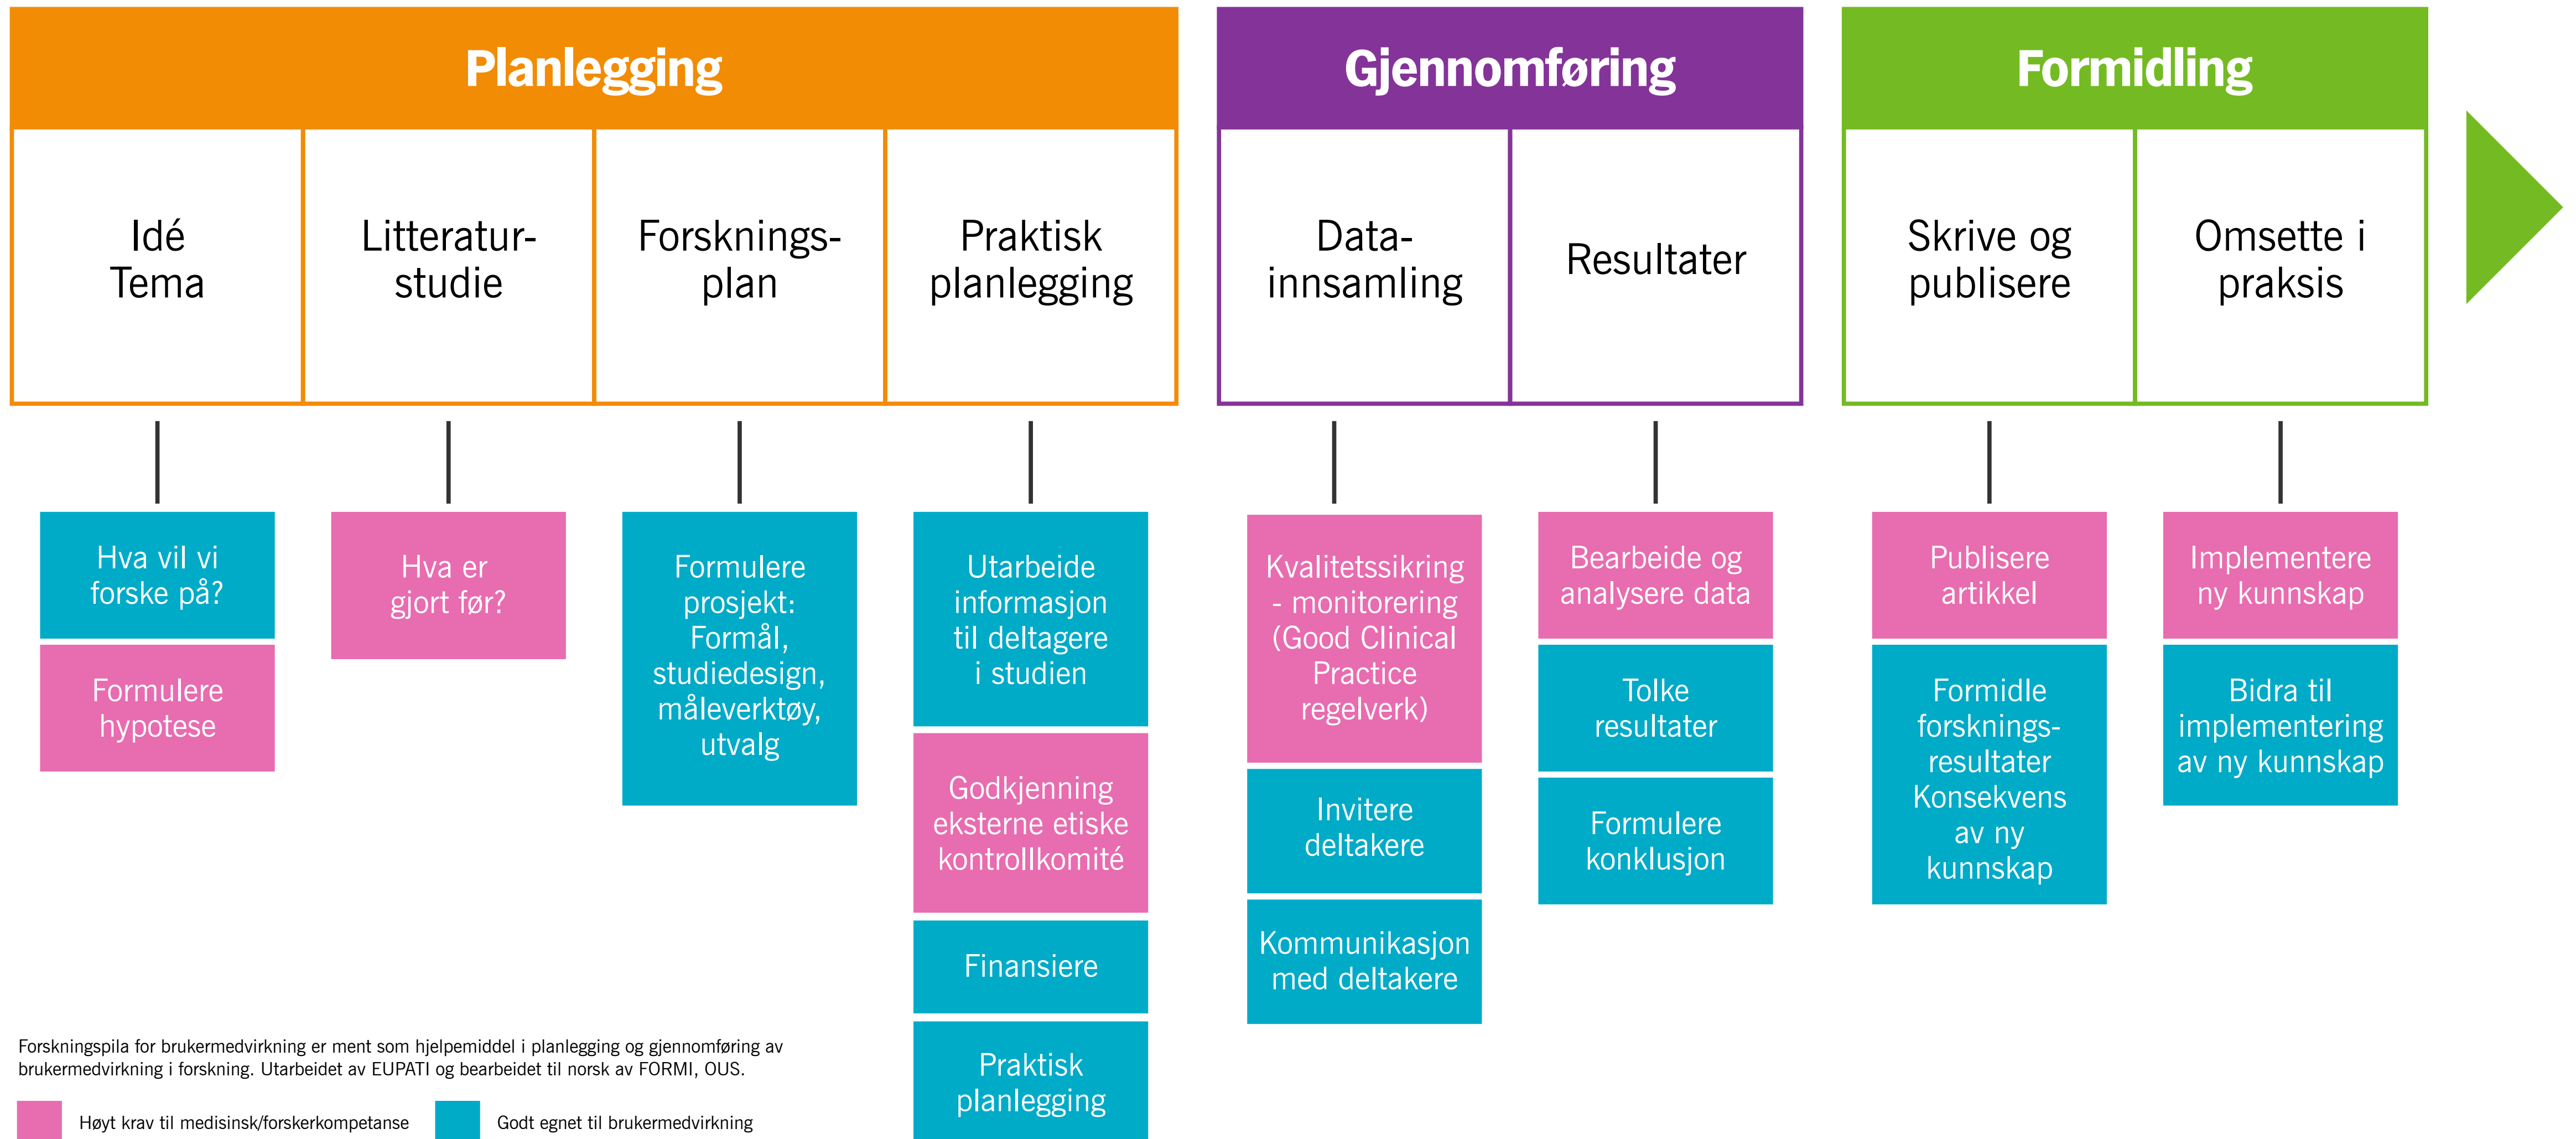 Planlegging
Gjennomføring
Formidling
Idé
Tema
Litteratur-
studie
Forsknings-
plan
Praktisk
planlegging
Data-
innsamling
Resultater
Skrive og
publisere
Omsette i
praksis
Hva vil vi
forske på?
Formulere
hypotese
Hva er
gjort før?
Formulere
prosjekt:
Formål,
studiedesign,
måleverktøy,
utvalg
Utarbeide
informasjon
til deltagere
i studien
Godkjenning
eksterne etiske
kontrollkomité
Finansiere
Praktisk
planlegging
Kvalitetssikring
- monitorering
(Good Clinical
Practice
regelverk)
Invitere
deltakere
Kommunikasjon
med deltakere
Bearbeide og
analysere data
Tolke
resultater
Formulere
konklusjon
Publisere
artikkel
Formidle
forsknings-
resultater
Konsekvens
av ny
kunnskap
Implementere
ny kunnskap
Bidra til
implementering
av ny kunnskap
Forskningspila for brukermedvirkning er ment som hjelpemiddel i planlegging og gjennomføring av
brukermedvirkning i forskning. Utarbeidet av EUPATI og bearbeidet til norsk av FORMI, OUS.
Høyt krav til medisinsk/forskerkompetanse
Godt egnet til brukermedvirkning